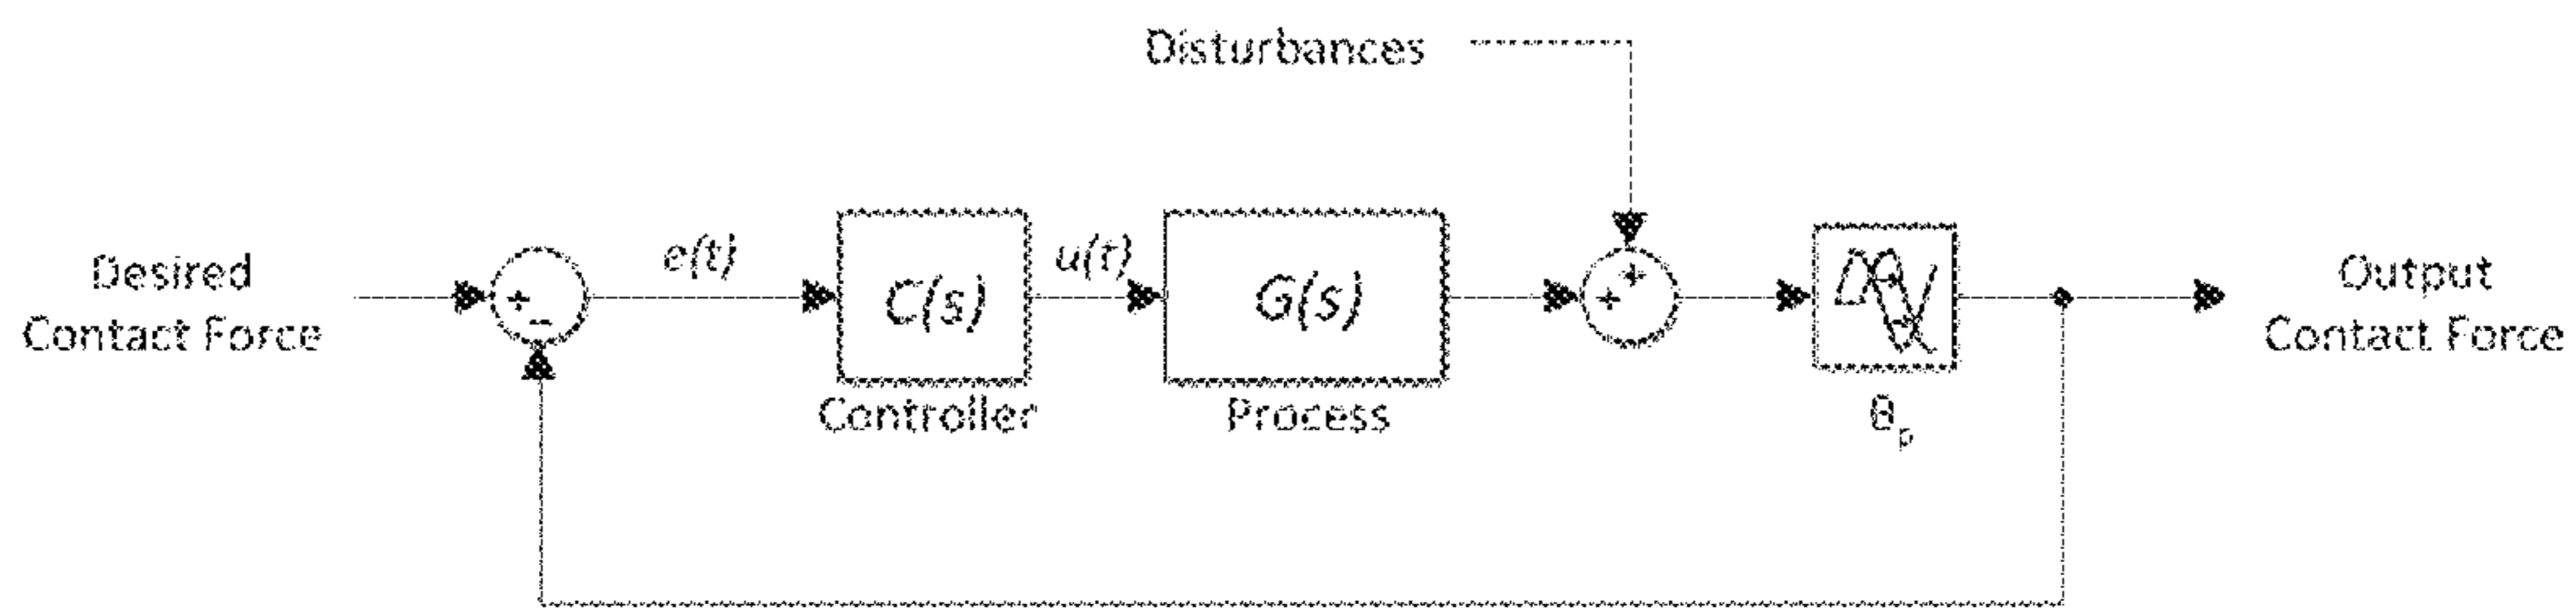 Disturbances
Desired
Contact Force
+
−
e(t)
C(s)
Controller
u(t)
G(s)
Process
+
+
θp
Output
Contact Force